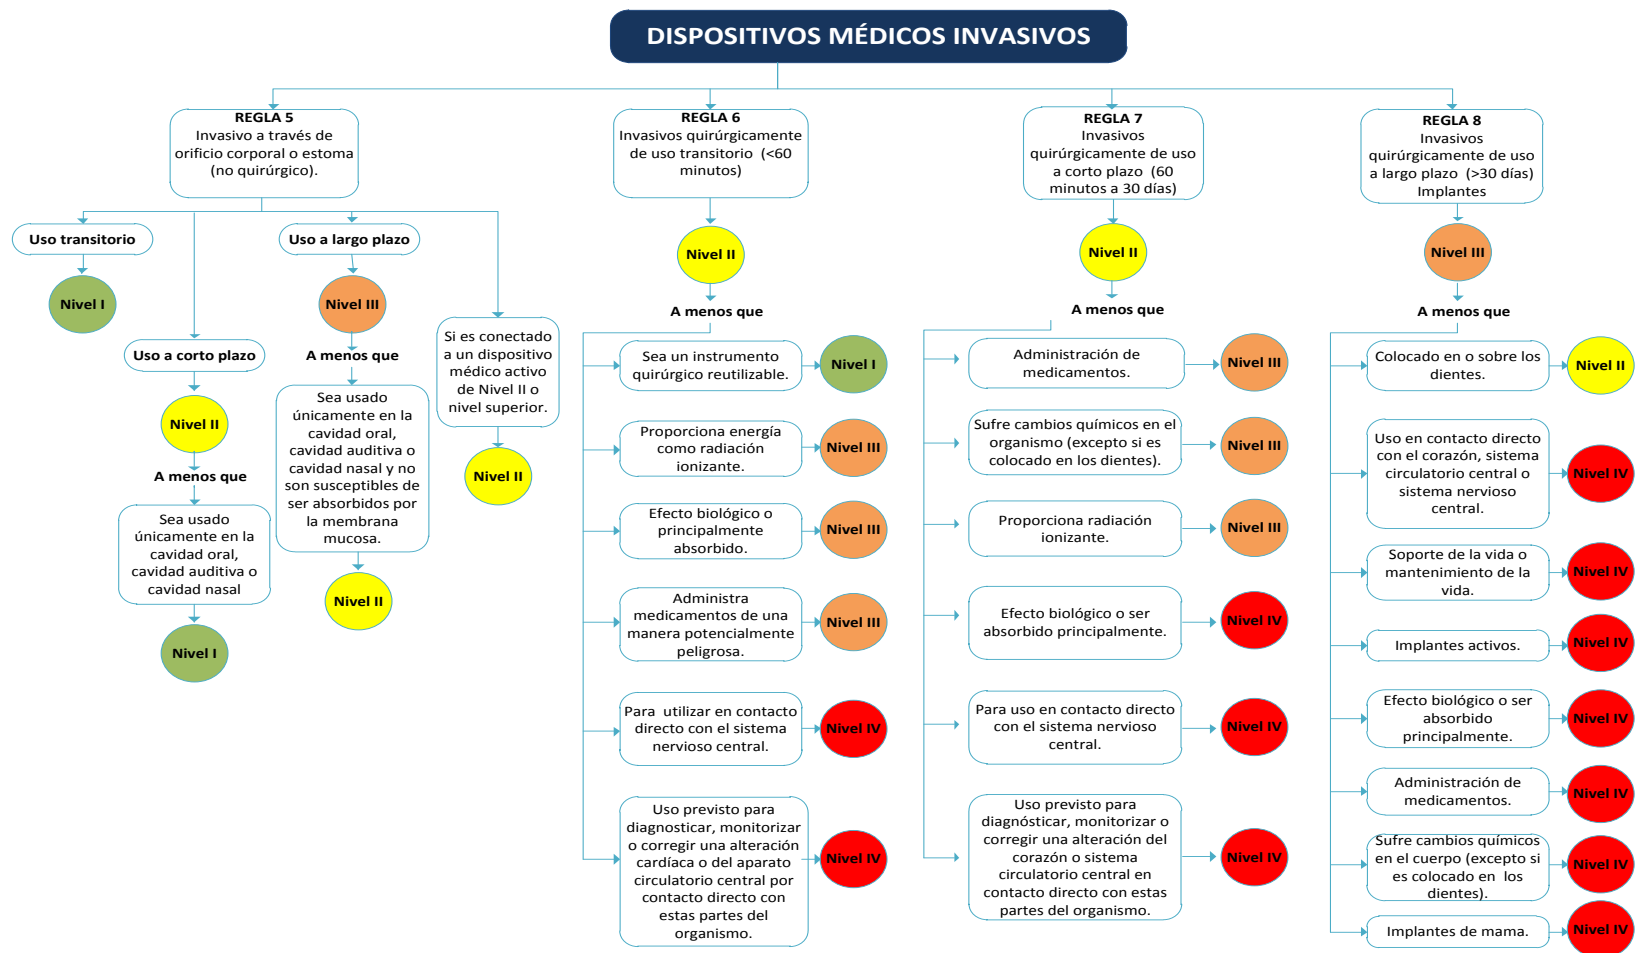 DISPOSITIVOS MÉDICOS INVASIVOS
REGLA 5
Invasivo a través de
orificio corporal o estoma
(no quirúrgico).
Uso transitorio
Nivel I
Uso a corto plazo
Nivel II
A menos que
Sea usado
únicamente en la
cavidad oral,
cavidad auditiva o
cavidad nasal
Nivel I
Uso a largo plazo
Nivel III
A menos que
Sea usado
únicamente en la
cavidad oral,
cavidad auditiva o
cavidad nasal y no
son susceptibles de
ser absorbidos por
la membrana
mucosa.
Nivel II
Si es conectado
a un dispositivo
médico activo
de Nivel II o
nivel superior.
Nivel II
REGLA 6
Invasivos quirúrgicamente
de uso transitorio (<60
minutos)
Nivel II
A menos que
Sea un instrumento
quirúrgico reutilizable.
Nivel I
Proporciona energía
como radiación
ionizante.
Nivel III
Efecto biológico o
principalmente
absorbido.
Nivel III
Administra
medicamentos de una
manera potencialmente
peligrosa.
Nivel III
Para utilizar en contacto
directo con el sistema
nervioso central.
Nivel IV
Uso previsto para
diagnosticar, monitorizar
o corregir una alteración
cardíaca o del aparato
circulatorio central por
contacto directo con
estas partes del
organismo.
Nivel IV
REGLA 7
Invasivos
quirúrgicamente de uso
a corto plazo (60
minutos a 30 días)
Nivel II
A menos que
Administración de
medicamentos.
Nivel III
Sufre cambios químicos en el
organismo (excepto si es
colocado en los dientes).
Nivel III
Proporciona radiación
ionizante.
Nivel III
Efecto biológico o ser
absorbido principalmente.
Nivel IV
Para uso en contacto directo
con el sistema nervioso
central.
Nivel IV
Uso previsto para
diagnósticar, monitorizar o
corregir una alteración del
corazón o sistema
circulatorio central en
contacto directo con estas
partes del organismo.
Nivel IV
REGLA 8
Invasivos
quirúrgicamente de uso
a largo plazo (>30 días)
Implantes
Nivel III
A menos que
Colocado en o sobre los
dientes.
Nivel II
Uso en contacto directo
con el corazón, sistema
circulatorio central o
sistema nervioso
central.
Nivel IV
Soporte de la vida o
mantenimiento de la
vida.
Nivel IV
Implantes activos.
Nivel IV
Efecto biológico o ser
absorbido
principalmente.
Nivel IV
Administración de
medicamentos.
Nivel IV
Sufre cambios químicos
en el cuerpo (excepto si
es colocado en los
dientes).
Nivel IV
Implantes de mama.
Nivel IV